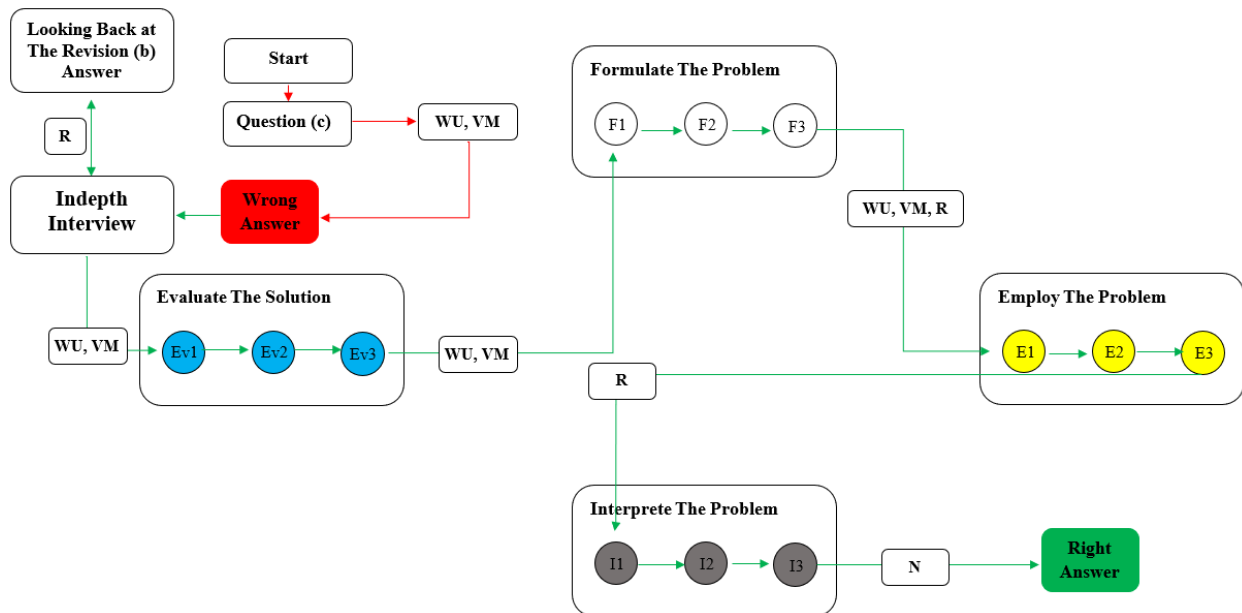 Looking Back at
The Revision (b)
Answer
Start
Formulate The Problem
R
Question (c)
WU, VM
F1
F2
F3
Indepth
Interview
Wrong
Answer
WU, VM, R
Evaluate The Solution
Employ The Problem
WU, VM
Ev1
Ev2
Ev3
WU, VM
E1
E2
E3
R
Interprete The Problem
I1
I2
I3
N
Right
Answer